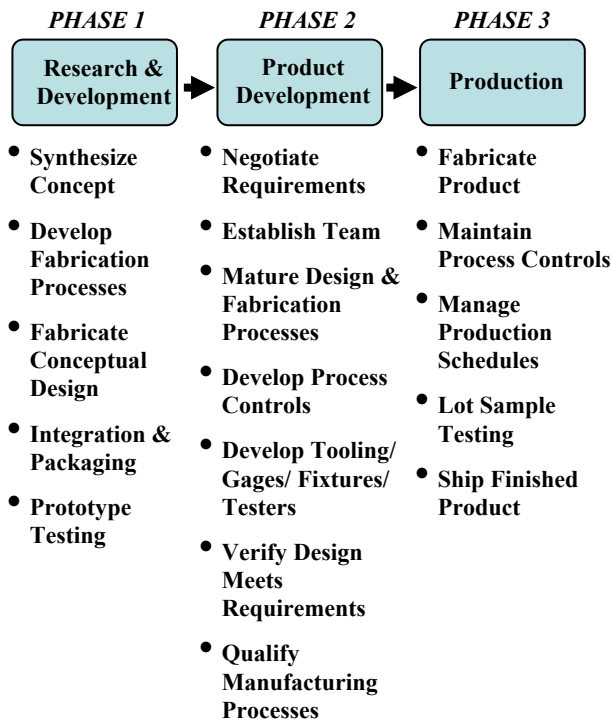 PHASE 1
Research &
Development
• Synthesize
Concept
• Develop
Fabrication
Processes
• Fabricate
Conceptual
Design
• Integration &
Packaging
• Prototype
Testing
PHASE 2
Product
Development
• Negotiate
Requirements
• Establish Team
• Mature Design &
Fabrication
Processes
• Develop Process
Controls
• Develop Tooling/
Gages/ Fixtures/
Testers
• Verify Design
Meets
Requirements
• Qualify
Manufacturing
Processes
PHASE 3
Production
• Fabricate
Product
• Maintain
Process Controls
• Manage
Production
Schedules
• Lot Sample
Testing
• Ship Finished
Product